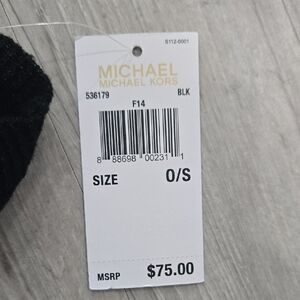 S112-0001
MICHAEL
MICHAEL KORS
536179 BLK
F14
8 88698 00231 1
SIZE O/S
MSRP $75.00